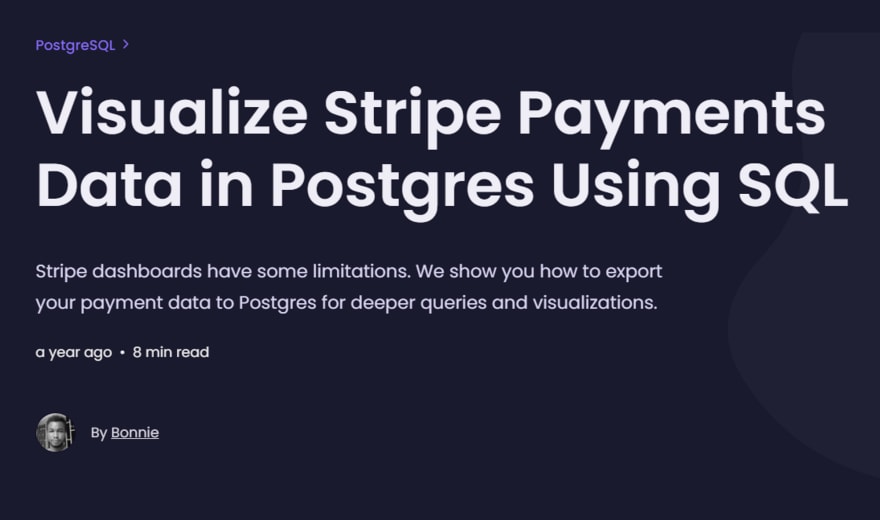 PostgreSQL
Visualize Stripe Payments
Data in Postgres Using SQL
Stripe dashboards have some limitations. We show you how to export
your payment data to Postgres for deeper queries and visualizations.
a year ago • 8 min read
By Bonnie